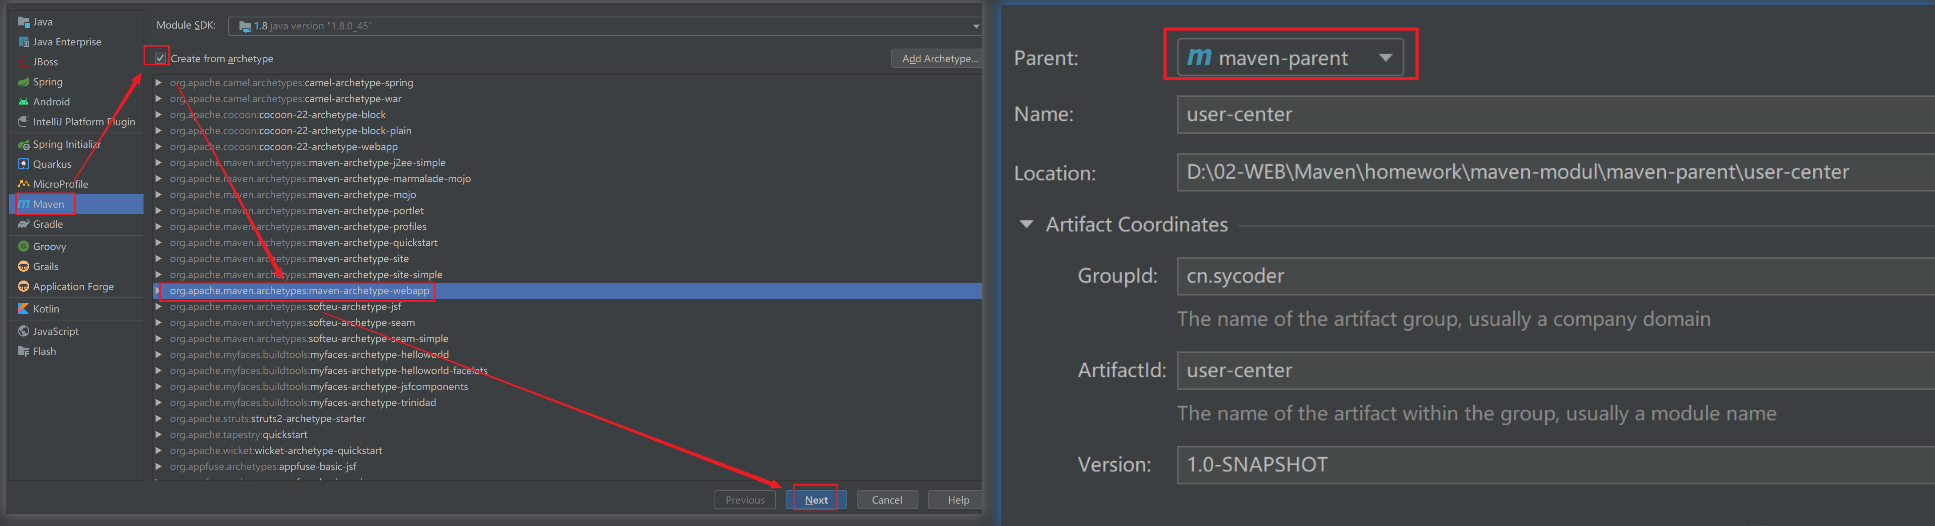 Java
Java Enterprise
JBoss
Spring
Android
IntelliJ Platform Plugin
Spring Initializr
Quarkus
MicroProfile
Maven
Gradle
Groovy
Grails
Application Forge
Kotlin
JavaScript
Flash
Module SDK: 1.8 java version "1.8.0_45"
Create from archetype
Add Archetype...
org.apache.camel.archetypes:camel-archetype-spring
org.apache.camel.archetypes:camel-archetype-war
org.apache.cocoon:cocoon-22-archetype-block
org.apache.cocoon:cocoon-22-archetype-block-plain
org.apache.cocoon:cocoon-22-archetype-webapp
org.apache.maven.archetypes:maven-archetype-j2ee-simple
org.apache.maven.archetypes:maven-archetype-marmalade-mojo
org.apache.maven.archetypes:maven-archetype-mojo
org.apache.maven.archetypes:maven-archetype-portlet
org.apache.maven.archetypes:maven-archetype-profiles
org.apache.maven.archetypes:maven-archetype-quickstart
org.apache.maven.archetypes:maven-archetype-site
org.apache.maven.archetypes:maven-archetype-site-simple
org.apache.maven.archetypes:maven-archetype-webapp
org.apache.maven.archetypes:softeu-archetype-jsf
org.apache.maven.archetypes:softeu-archetype-seam
org.apache.maven.archetypes:softeu-archetype-seam-simple
org.apache.myfaces.buildtools:myfaces-archetype-helloworld
org.apache.myfaces.buildtools:myfaces-archetype-helloworld-facelets
org.apache.myfaces.buildtools:myfaces-archetype-jsfcomponents
org.apache.myfaces.buildtools:myfaces-archetype-trinidad
org.apache.struts:struts2-archetype-starter
org.apache.tapestry:quickstart
org.apache.wicket:wicket-archetype-quickstart
org.appfuse.archetypes:appfuse-basic-jsf
Previous Next Cancel Help
Parent: maven-parent
Name: user-center
Location: D:\02-WEB\Maven\homework\maven-modul\maven-parent\user-center
Artifact Coordinates
GroupId: cn.sycoder
The name of the artifact group, usually a company domain
ArtifactId: user-center
The name of the artifact within the group, usually a module name
Version: 1.0-SNAPSHOT